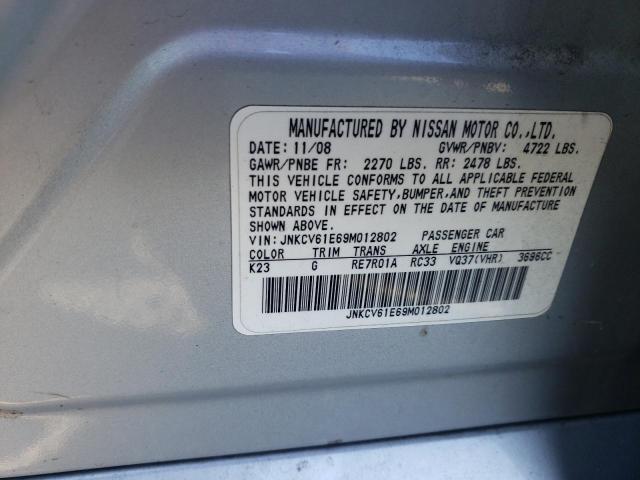 MANUFACTURED BY NISSAN MOTOR CO.,LTD.
DATE: 11/08 GVWR/PNBV: 4722 LBS.
GAWR/PNBE FR: 2270 LBS. RR: 2478 LBS.
THIS VEHICLE CONFORMS TO ALL APPLICABLE FEDERAL
MOTOR VEHICLE SAFETY,BUMPER,AND THEFT PREVENTION
STANDARDS IN EFFECT ON THE DATE OF MANUFACTURE
SHOWN ABOVE.
VIN: JNKCV61E69M012802 PASSENGER CAR
COLOR TRIM TRANS AXLE ENGINE
K23 G RE7R01A RC33 VQ37(VHR) 3696CC
JNKCV61E69M012802